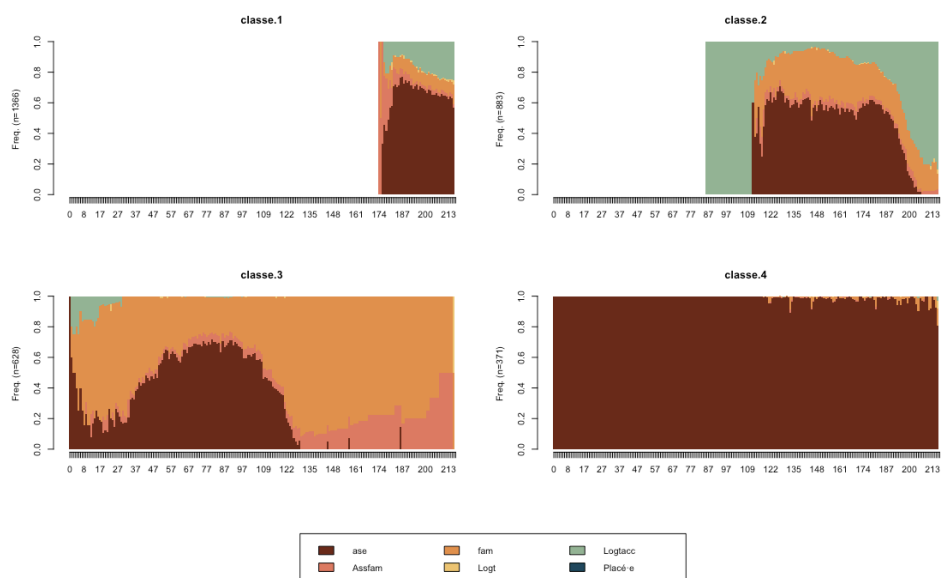 classe.1
Freq. (n=1366)
0.0 0.2 0.4 0.6 0.8 1.0
0 8 17 27 37 47 57 67 77 87 97 109 122 135 148 161 174 187 200 213
classe.2
Freq. (n=883)
0.0 0.2 0.4 0.6 0.8 1.0
0 8 17 27 37 47 57 67 77 87 97 109 122 135 148 161 174 187 200 213
classe.3
Freq. (n=628)
0.0 0.2 0.4 0.6 0.8 1.0
0 8 17 27 37 47 57 67 77 87 97 109 122 135 148 161 174 187 200 213
classe.4
Freq. (n=371)
0.0 0.2 0.4 0.6 0.8 1.0
0 8 17 27 37 47 57 67 77 87 97 109 122 135 148 161 174 187 200 213
ase fam Logtacc
Assfam Logt Placé·e